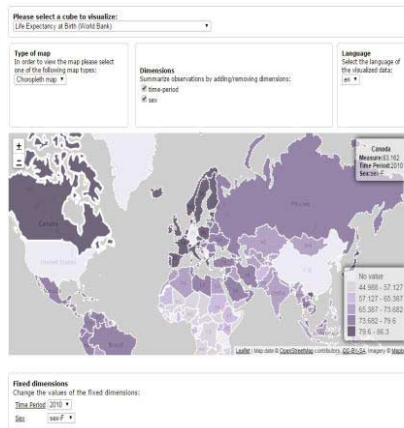 Please select a cube to visualize:
Life Expectancy at Birth (World Bank)
Type of map
In order to view the map please select
one of the following map types:
Choropleth map
Dimensions
Summarize observations by adding/removing dimensions:
time-period
sex
Language
Select the language of
the visualized data:
en
+
−
Canada
Measure:83.162
Time Period:2010
Sex:sex-F
Canada
United States
Brazil
No value
44.988 - 57.127
57.127 - 65.387
65.387 - 73.682
73.682 - 79.6
79.6 - 86.3
Leaflet | Map data © OpenStreetMap contributors, CC-BY-SA, Imagery ©
Fixed dimensions
Change the values of the fixed dimensions:
Time Period 2010
Sex sex-F